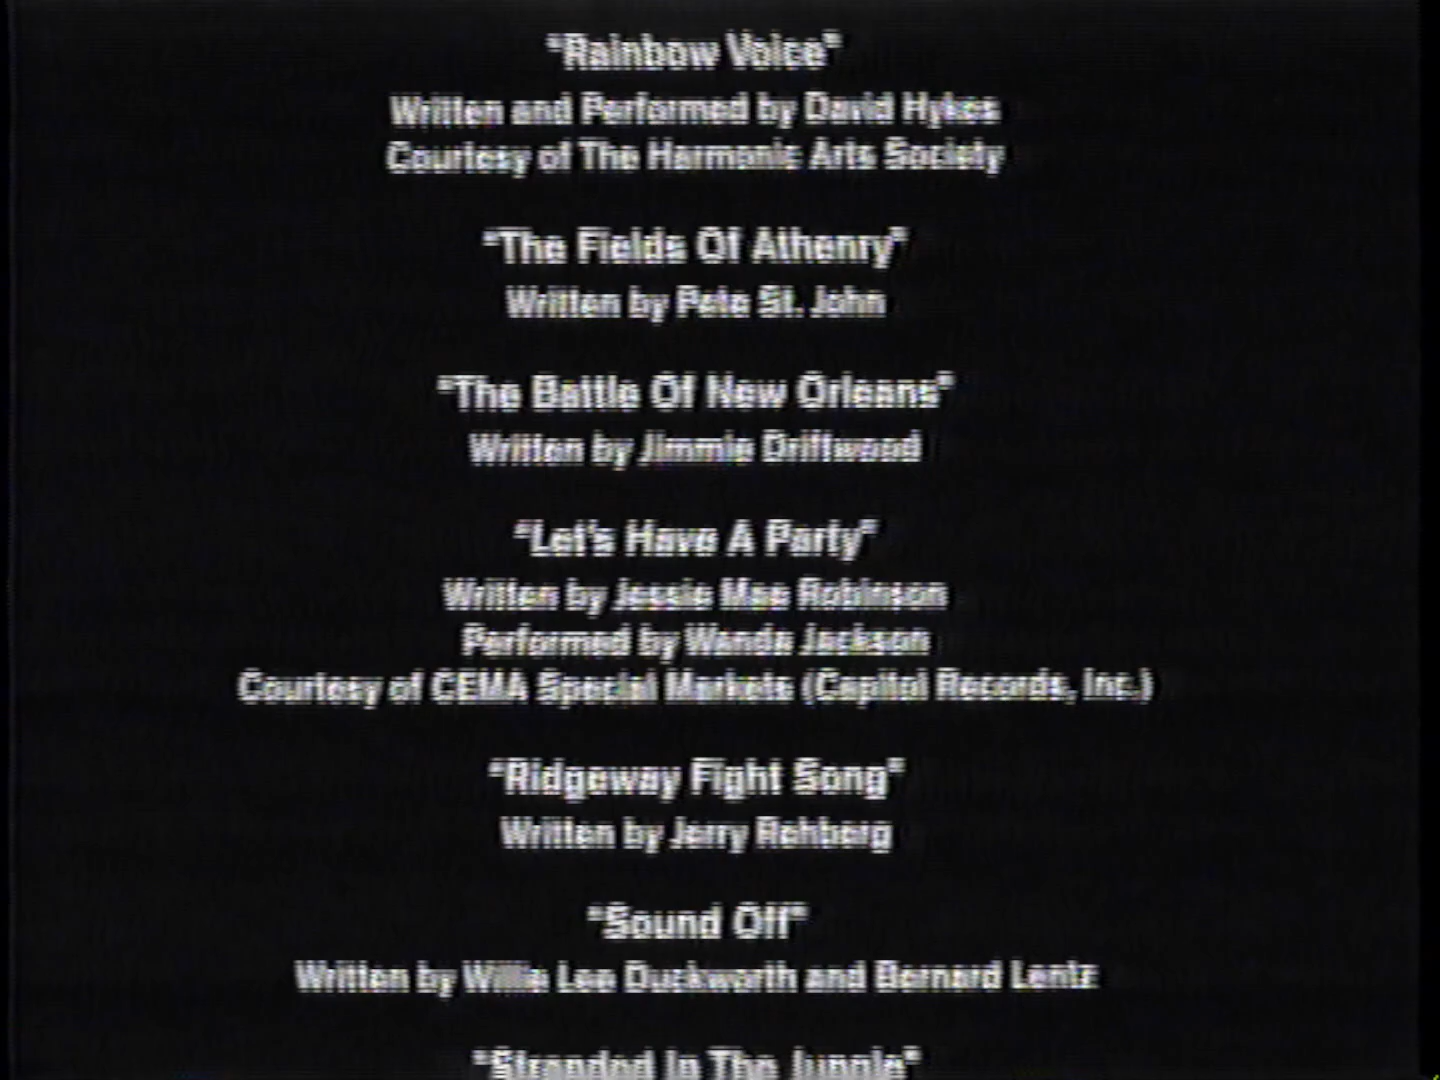 "Rainbow Voice"
Written and Performed by David Hykes
Courtesy of The Harmonic Arts Society
"The Fields Of Athenry"
Written by Pete St. John
"The Battle Of New Orleans"
Written by Jimmie Driftwood
"Let's Have A Party"
Written by Jessie Mae Robinson
Performed by Wanda Jackson
Courtesy of CEMA Special Markets (Capitol Records, Inc.)
"Ridgeway Fight Song"
Written by Jerry Rehberg
"Sound Off"
Written by Willie Lee Duckworth and Bernard Lentz
"Stranded In The Jungle"